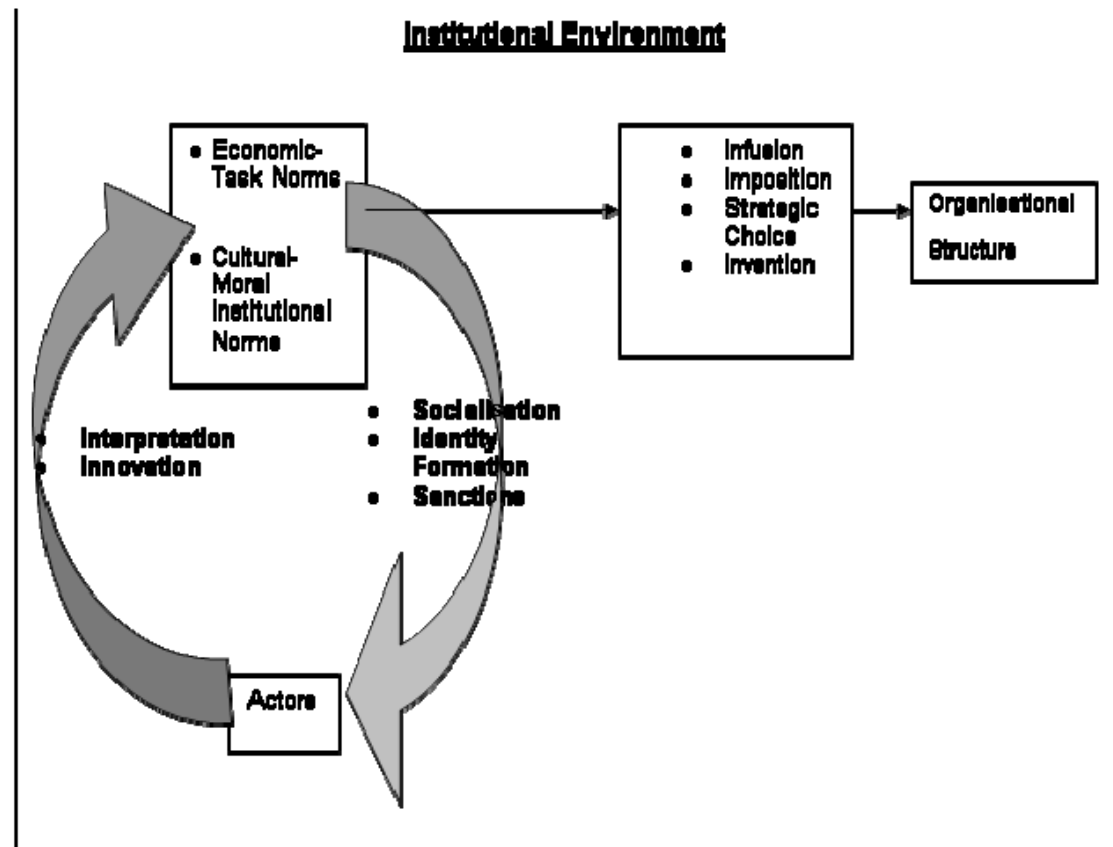 Institutional Environment
• Economic-
Task Norms
• Cultural-
Moral
Institutional
Norms
• Infusion
• Imposition
• Strategic
Choice
• Invention
Organisational
Structure
• Interpretation
• Innovation
• Socialisation
• Identity
Formation
• Sanctions
Actors